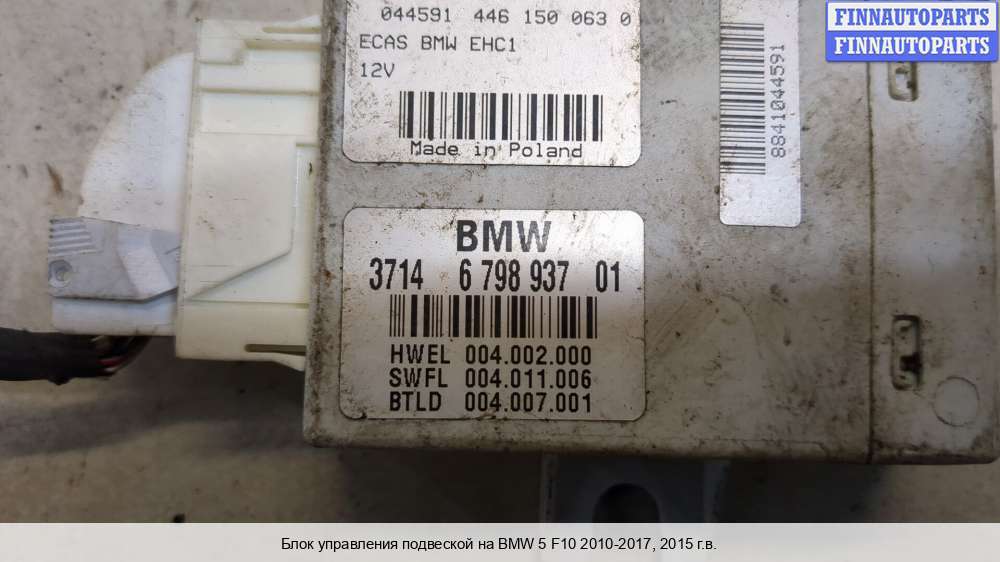 044591 446 150 063 0
ECAS BMW EHC1
12V
Made in Poland
8841044591
FINNAUTOPARTS
FINNAUTOPARTS
BMW
3714 6 798 937 01
HWEL 004.002.000
SWFL 004.011.006
BTLD 004.007.001
Блок управления подвеской на BMW 5 F10 2010-2017, 2015 г.в.